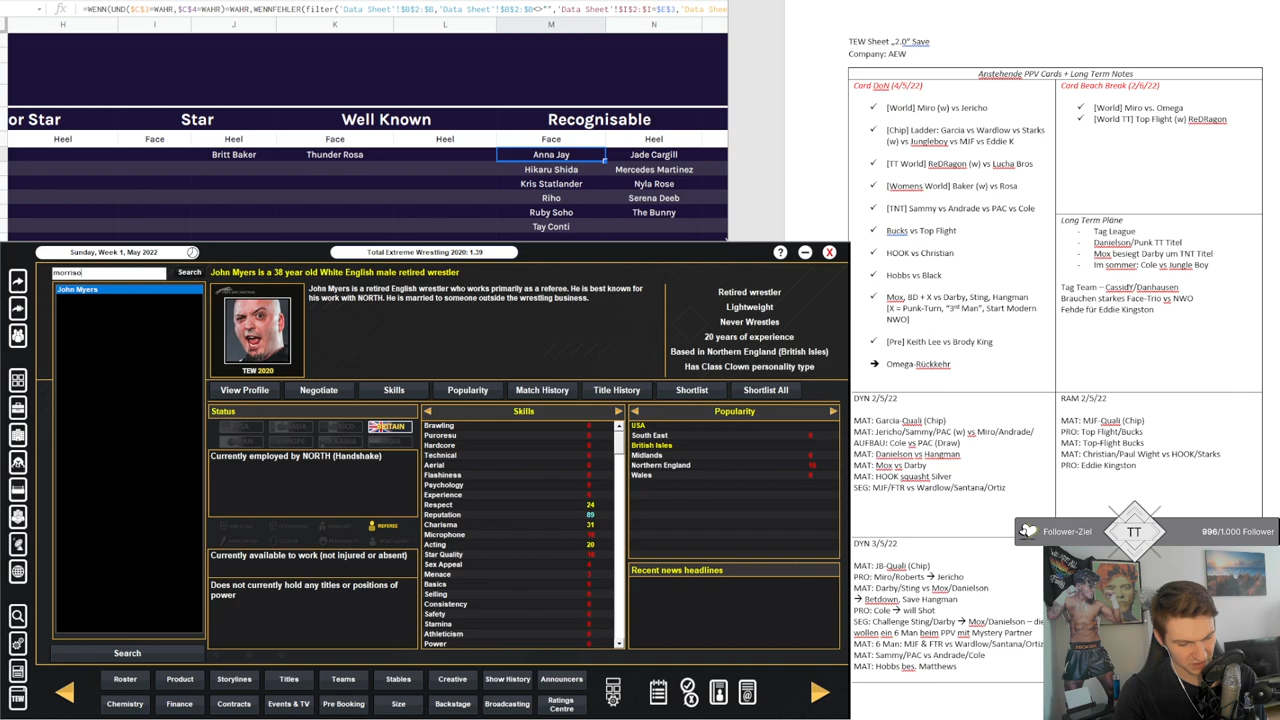 =WENN(UND($C$3=WAHR,$C$4=WAHR)=WAHR,WENNFEHLER(filter('Data Sheet'!$B$2:$B,'Data Sheet'!$B$2:$B<>"",'Data Sheet'!$I$2:$I=$E$3,'Data Shee
H I J K L M N
or Star Star Well Known Recognisable
Heel Face Heel Face Heel Face Heel
Britt Baker Thunder Rosa Anna Jay Jade Cargill
Hikaru Shida Mercedes Martinez
Kris Statlander Nyla Rose
Riho Serena Deeb
Ruby Soho The Bunny
Tay Conti
Sunday, Week 1, May 2022
Total Extreme Wrestling 2020: 1.39
morriso
Search
John Myers is a 38 year old White English male retired wrestler
John Myers
John Myers is a retired English wrestler who works primarily as a referee. He is best known for his work with NORTH. He is married to someone outside the wrestling business.
TEW 2020
Retired wrestler
Lightweight
Never Wrestles
20 years of experience
Based in Northern England (British Isles)
Has Class Clown personality type
View Profile Negotiate Skills Popularity Match History Title History Shortlist Shortlist All
Status
BRITAIN
Currently employed by NORTH (Handshake)
REFEREE
Currently available to work (not injured or absent)
Does not currently hold any titles or positions of
power
Skills
Brawling 0
Puroresu 0
Hardcore 0
Technical 0
Aerial 0
Flashiness 0
Psychology 0
Experience 0
Respect 24
Reputation 89
Charisma 31
Microphone
Acting 20
Star Quality
Sex Appeal
Menace
Basics 0
Selling 0
Consistency 0
Safety 0
Stamina 0
Athleticism 0
Power 0
Popularity
USA
South East
British Isles
Midlands
Northern England
Wales
Recent news headlines
Search
Roster Product Storylines Titles Teams Stables Creative Show History Announcers
Chemistry Finance Contracts Events & TV Pre Booking Size Backstage Broadcasting Ratings Centre
TEW
TEW Sheet „2.0“ Save
Company: AEW
Anstehende PPV Cards + Long Term Notes
Card DoN (4/5/22)
✓ [World] Miro (w) vs Jericho
✓ [Chip] Ladder: Garcia vs Wardlow vs Starks
(w) vs Jungleboy vs MJF vs Eddie K
✓ [TT World] ReDRagon (w) vs Lucha Bros
✓ [Womens World] Baker (w) vs Rosa
✓ [TNT] Sammy vs Andrade vs PAC vs Cole
✓ Bucks vs Top Flight
✓ HOOK vs Christian
✓ Hobbs vs Black
✓ Mox, BD + X vs Darby, Sting, Hangman
[X = Punk-Turn, “3rd Man”, Start Modern
NWO]
✓ [Pre] Keith Lee vs Brody King
➔ Omega-Rückkehr
Card Beach Break (2/6/22)
✓ [World] Miro vs. Omega
✓ [World TT] Top Flight (w) ReDRagon
Long Term Pläne
- Tag League
- Danielson/Punk TT Titel
- Mox besiegt Darby um TNT Titel
- Im sommer: Cole vs Jungle Boy
Tag Team – CassidY/Danhausen
Brauchen starkes Face-Trio vs NWO
Fehde für Eddie Kingston
DYN 2/5/22
MAT: Garcia-Quali (Chip)
MAT: Jericho/Sammy/PAC (w) vs Miro/Andrade/
AUFBAU: Cole vs PAC (Draw)
MAT: Danielson vs Hangman
MAT: Mox vs Darby
MAT: HOOK squasht Silver
SEG: MJF/FTR vs Wardlow/Santana/Ortiz
RAM 2/5/22
MAT: MJF-Quali (Chip)
PRO: Top Flight/Bucks
MAT: Top-Flight Bucks
MAT: Christian/Paul Wight vs HOOK/Starks
PRO: Eddie Kingston
DYN 3/5/22
MAT: JB-Quali (Chip)
PRO: Miro/Roberts → Jericho
MAT: Darby/Sting vs Mox/Danielson
→ Betdown, Save Hangman
PRO: Cole → will Shot
SEG: Challenge Sting/Darby → Mox/Danielson – die
wollen ein 6 Man beim PPV mit Mystery Partner
MAT: 6 Man: MJF & FTR vs Wardlow/Santana/Ortiz
MAT: Sammy/PAC vs Andrade/Cole
MAT: Hobbs bes. Matthews
Follower-Ziel TT 996/1.000 Follower